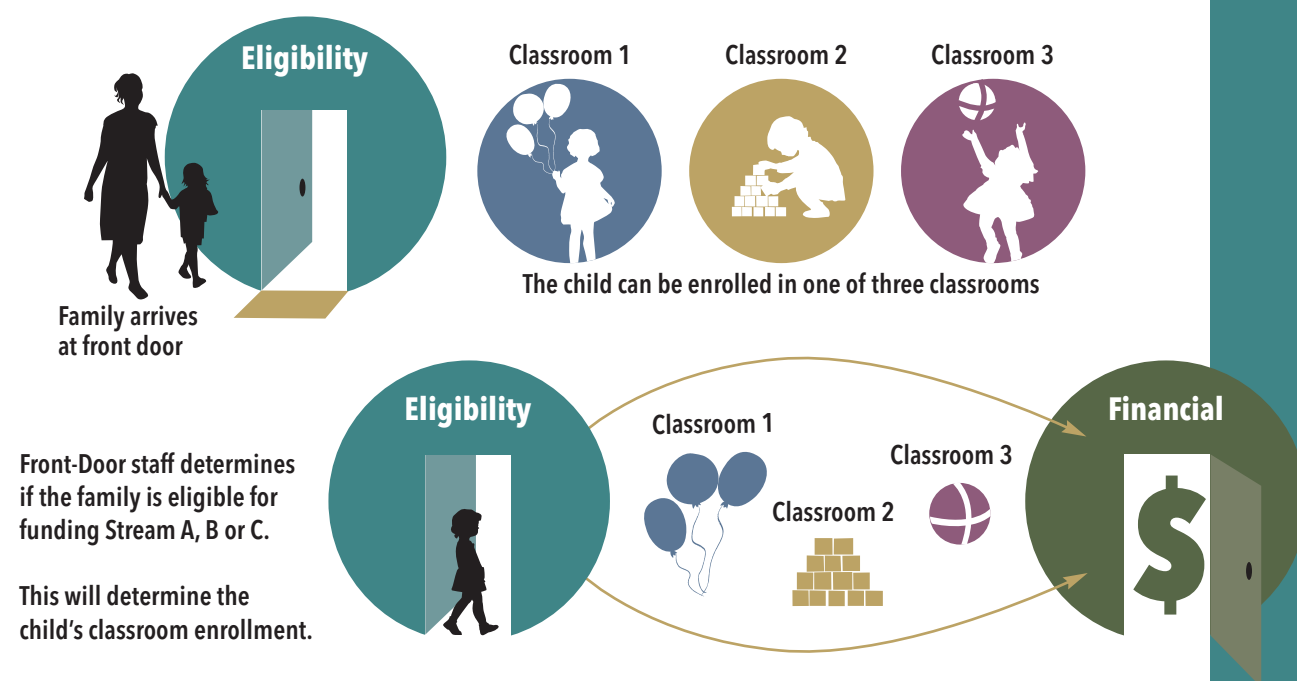 Eligibility
Classroom 1
Classroom 2
Classroom 3
The child can be enrolled in one of three classrooms
Family arrives
at front door
Eligibility
Classroom 1
Classroom 2
Classroom 3
Financial
$
Front-Door staff determines
if the family is eligible for
funding Stream A, B or C.
This will determine the
child’s classroom enrollment.